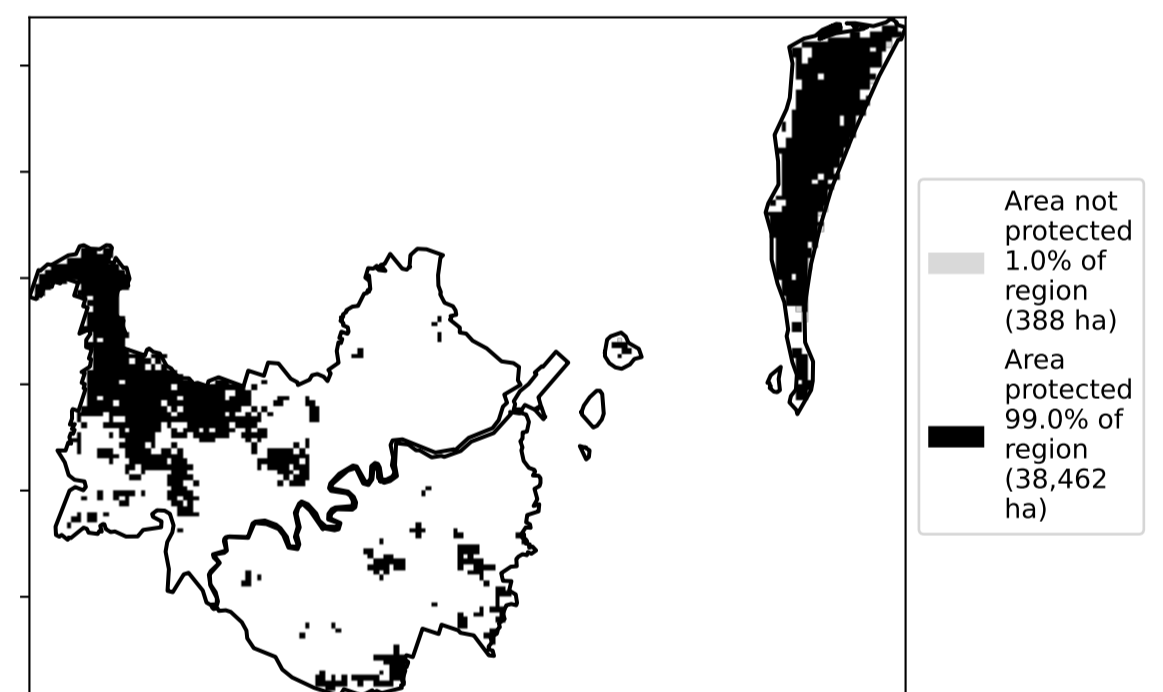 Area not
protected
1.0% of
region
(388 ha)
Area
protected
99.0% of
region
(38,462
ha)